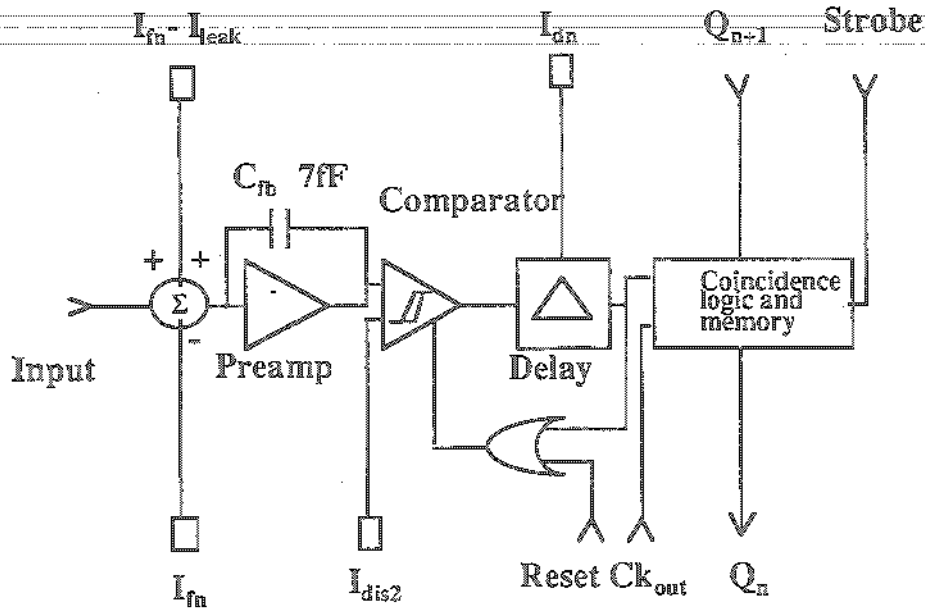 I_fn - I_leak
I_dn
Q_n+1
Strobe
C_fb 7fF
Comparator
+ +
Σ
-
-
Coincidence
logic and
memory
Input
Preamp
Delay
I_fn
I_dis2
Reset
Ck_out
Q_n